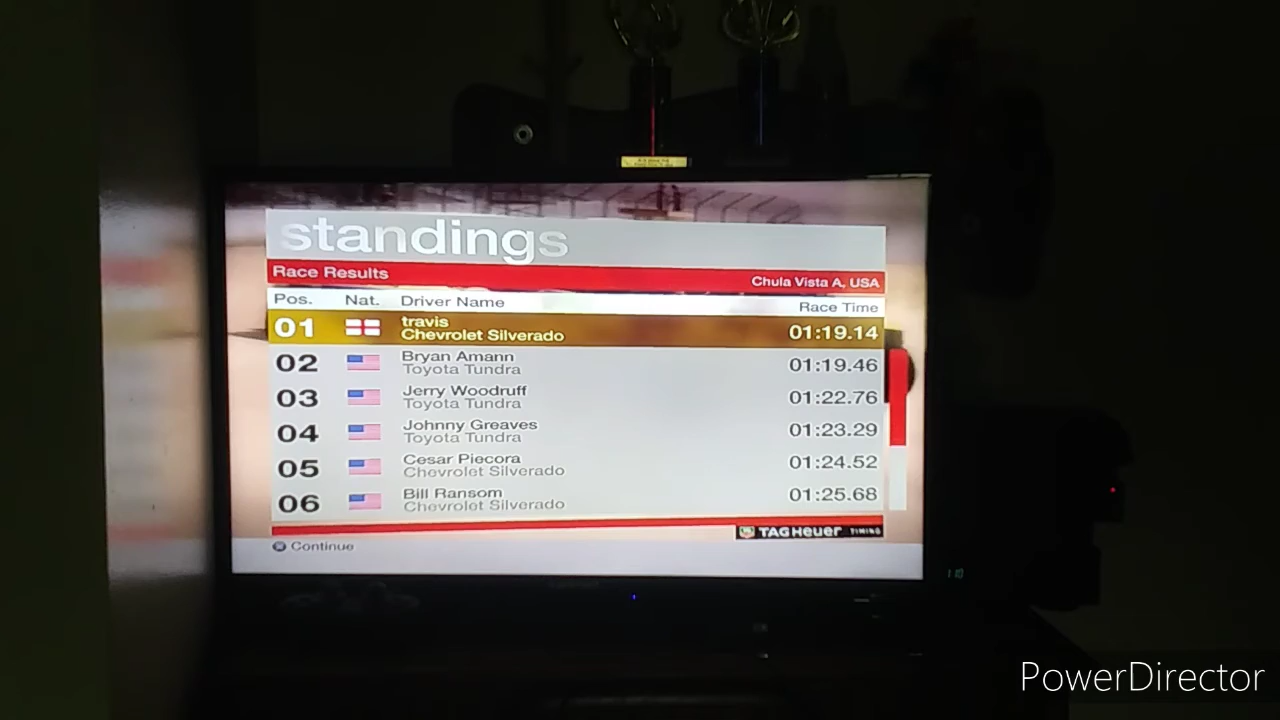 standings
Race Results Chula Vista A, USA
Pos. Nat. Driver Name Race Time
01 travis 01:19.14
Chevrolet Silverado
02 Bryan Amann 01:19.46
Toyota Tundra
03 Jerry Woodruff 01:22.76
Toyota Tundra
04 Johnny Greaves 01:23.29
Toyota Tundra
05 Cesar Piecora 01:24.52
Chevrolet Silverado
06 Bill Ransom 01:25.68
Chevrolet Silverado
TAGHeuer TIMING
Continue
PowerDirector